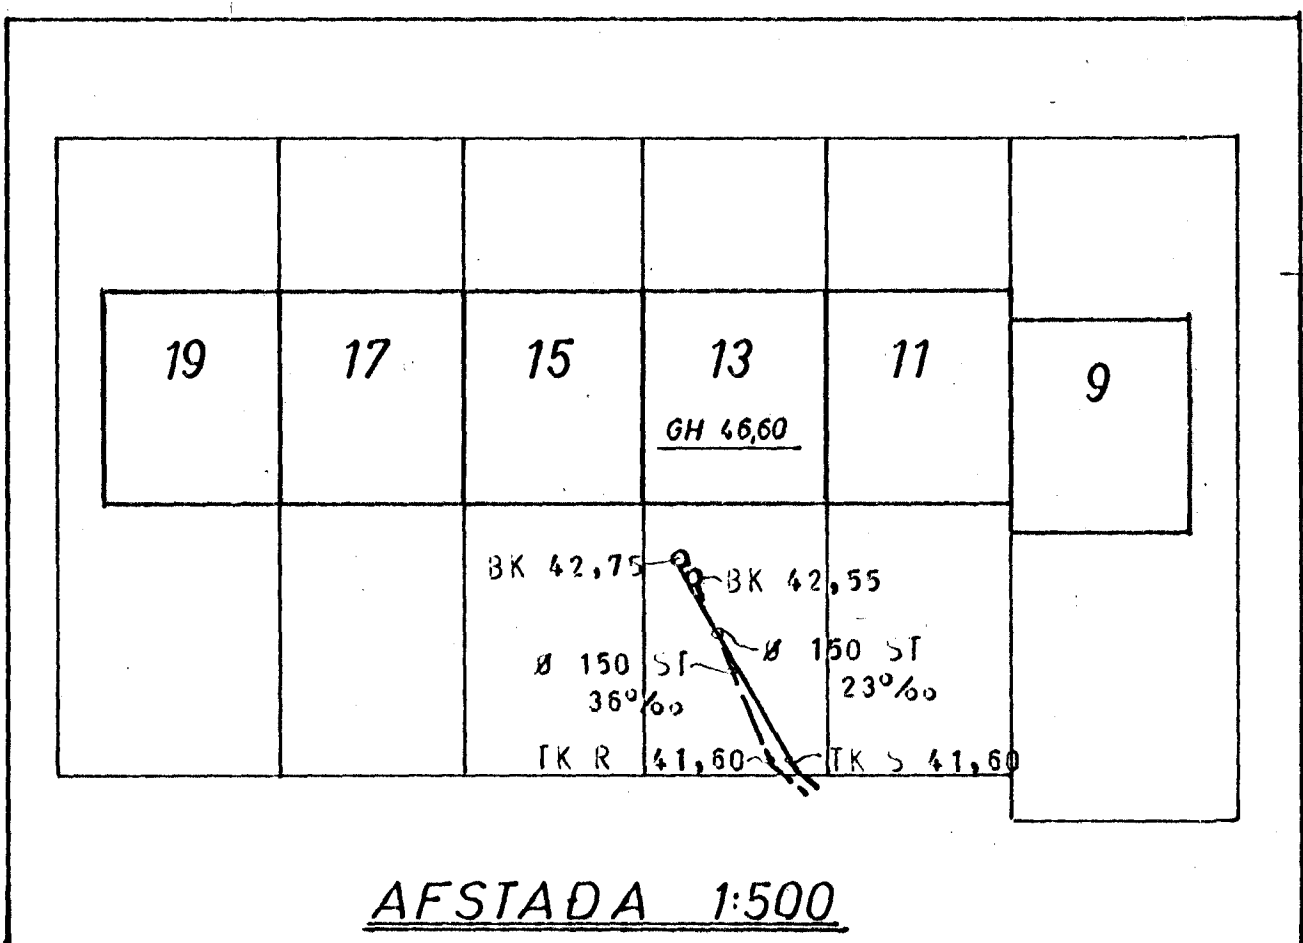 19 17 15 13 11 9
GH 46,60
BK 42,75
BK 42,55
Ø 150 ST
23‰
Ø 150 ST
36‰
TK R 41,60
TK S 41,60
AFSTAÐA 1:500